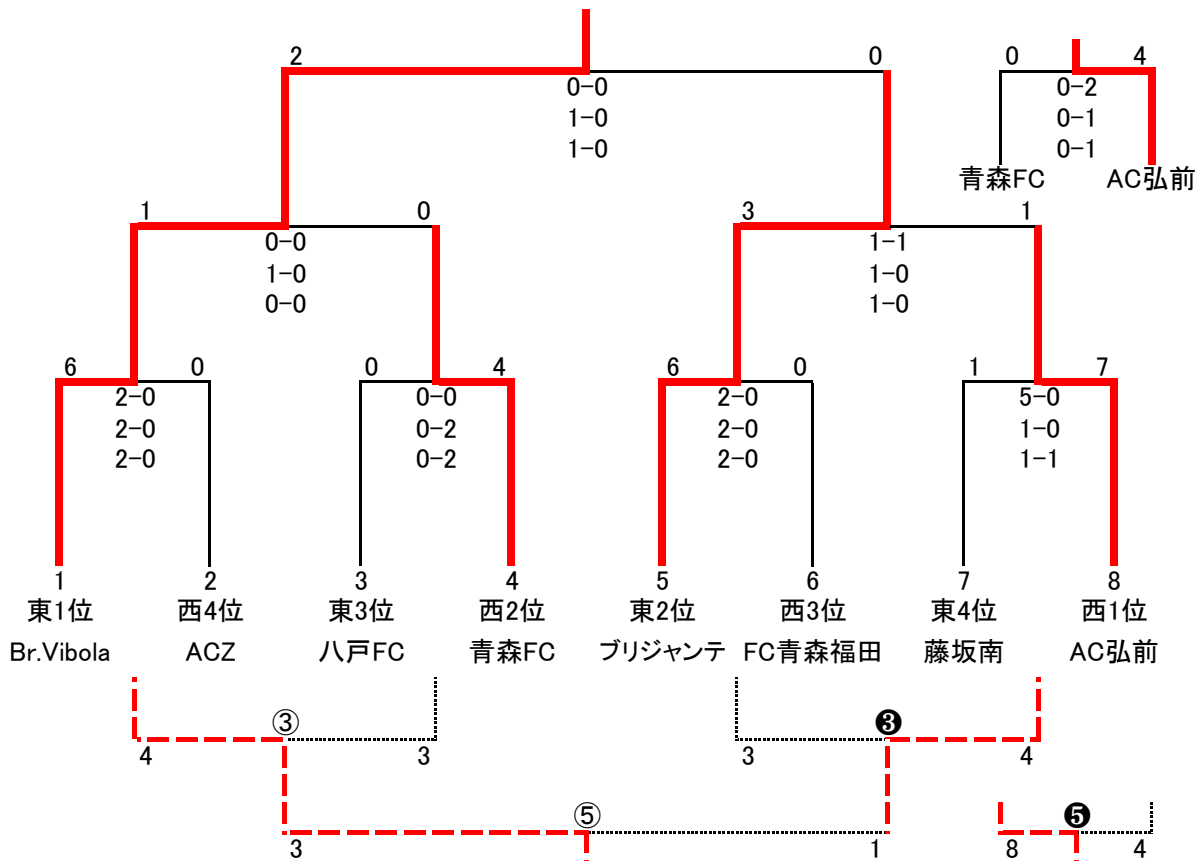 2 0 0 4
0-0 0-2
1-0 0-1
1-0 0-1
青森FC AC弘前
1 0 3 1
0-0 1-1
1-0 1-0
0-0 1-0
6 0 0 4 6 0 1 7
2-0 0-0 2-0 5-0
2-0 0-2 2-0 1-0
2-0 0-2 2-0 1-1
1 2 3 4 5 6 7 8
東1位 西4位 東3位 西2位 東2位 西3位 東4位 西1位
Br.Vibola ACZ 八戸FC 青森FC ブリジャンテ FC青森福田 藤坂南 AC弘前
③ ❸
4 3 3 4
⑤ ❺
3 1 8 4